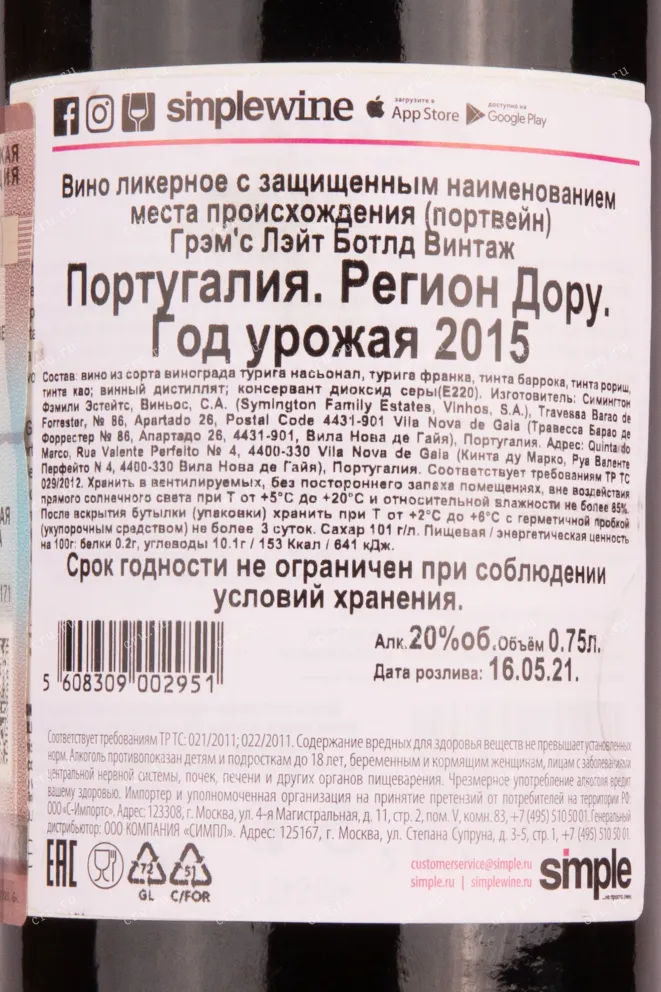 simplewine загрузите в App Store доступно на Google Play
Вино ликерное с защищенным наименованием
места происхождения (портвейн)
Грэм'с Лэйт Ботлд Винтаж
Португалия. Регион Дору.
Год урожая 2015
Состав: вино из сорта винограда турига насьонал, турига франка, тинта баррока, тинта рориш,
тинта као; винный дистиллят; консервант диоксид серы(E220). Изготовитель: Симингтон
Фэмили Эстейтс, Виньос, С.А. (Symington Family Estates, Vinhos, S.A.), Travessa Barao de
Forrester, № 86, Apartado 26, Postal Code 4431-901 Vila Nova de Gaia (Травесса Барао де
Форрестер № 86, Апартадо 26, 4431-901, Вила Нова де Гайя), Португалия. Адрес: Quinta do
Marco, Rua Valente Perfeito № 4, 4400-330 Vila Nova de Gaia (Кинта ду Марко, Руа Валенте
Перфейто N 4, 4400-330 Вила Нова де Гайя), Португалия. Соответствует требованиям ТР ТС
029/2012. Хранить в вентилируемых, без постороннего запаха помещениях, вне воздействия
прямого солнечного света при Т от +5°С до +20°С и относительной влажности не более 85%.
После вскрытия бутылки (упаковки) хранить при Т от +2°С до +6°С с герметичной пробкой
(укупорочным средством) не более 3 суток. Сахар 101 г/л. Пищевая / энергетическая ценность
на 100г: белки 0.2г, углеводы 10.1г / 153 Ккал / 641 кДж.
Срок годности не ограничен при соблюдении
условий хранения.
Алк. 20%об. Объём 0.75л.
Дата розлива: 16.05.21.
5 608309 002951
Соответствует требованиям ТР ТС: 021/2011; 022/2011. Содержание вредных для здоровья веществ не превышает установленных
норм. Алкоголь противопоказан детям и подросткам до 18 лет, беременным и кормящим женщинам, лицам с заболеваниями
центральной нервной системы, почек, печени и других органов пищеварения. Чрезмерное употребление алкоголя вредит
вашему здоровью. Импортер и уполномоченная организация на принятие претензий от потребителей на территории РФ:
ООО «С-Импортс». Адрес: 123308, г. Москва, ул. 4-я Магистральная, д. 11, стр. 2, пом. V, комн. 83, +7 (495) 510 50 01. Генеральный
дистрибьютор: ООО КОМПАНИЯ «СИМПЛ». Адрес: 125167, г. Москва, ул. Степана Супруна, д. 3-5, стр. 1, +7 (495) 510 50 01
EAC 72 GL 51 C/FOR
customerservice@simple.ru
simple.ru | simplewine.ru
simple